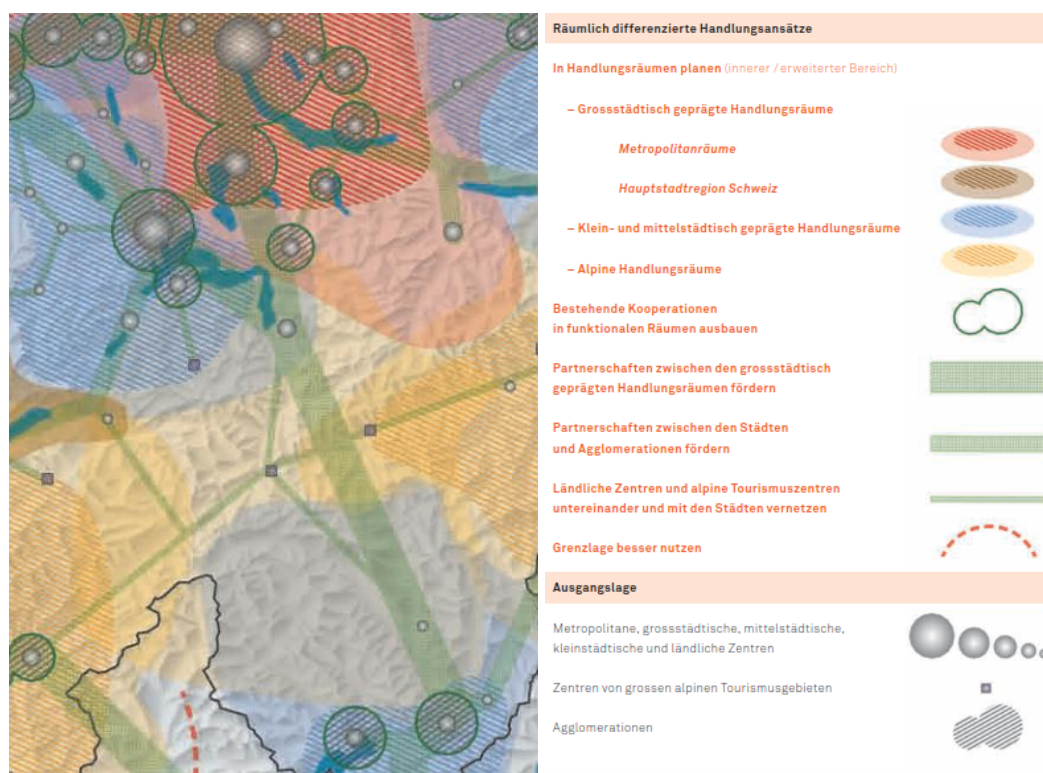 Räumlich differenzierte Handlungsansätze
In Handlungsräumen planen (innerer / erweiterter Bereich)
– Grossstädtisch geprägte Handlungsräume
Metropolitanräume
Hauptstadtregion Schweiz
– Klein- und mittelstädtisch geprägte Handlungsräume
– Alpine Handlungsräume
Bestehende Kooperationen
in funktionalen Räumen ausbauen
Partnerschaften zwischen den grossstädtisch
geprägten Handlungsräumen fördern
Partnerschaften zwischen den Städten
und Agglomerationen fördern
Ländliche Zentren und alpine Tourismuszentren
untereinander und mit den Städten vernetzen
Grenzlage besser nutzen
Ausgangslage
Metropolitane, grossstädtische, mittelstädtische,
kleinstädtische und ländliche Zentren
Zentren von grossen alpinen Tourismusgebieten
Agglomerationen